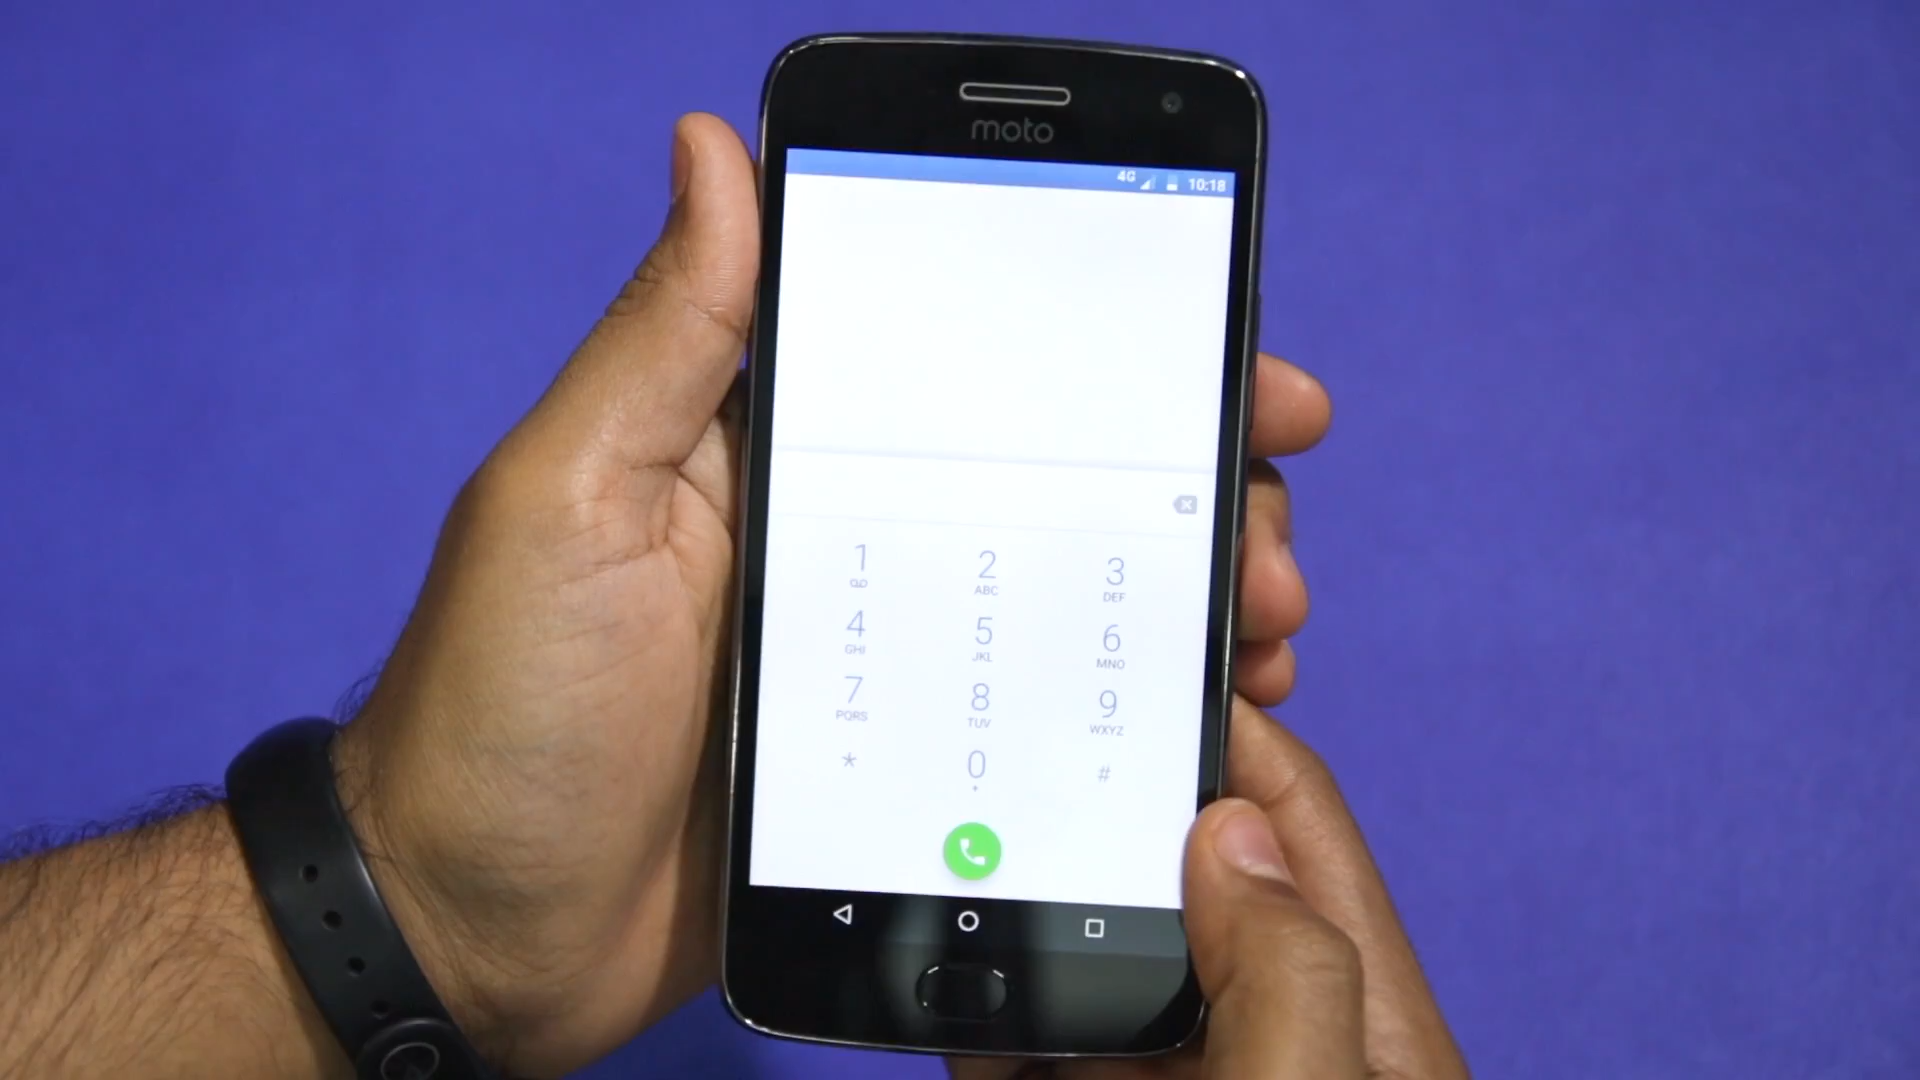 moto
4G 10:18
1 2 3
ABC DEF
4 5 6
GHI JKL MNO
7 8 9
PQRS TUV WXYZ
* 0 #
+